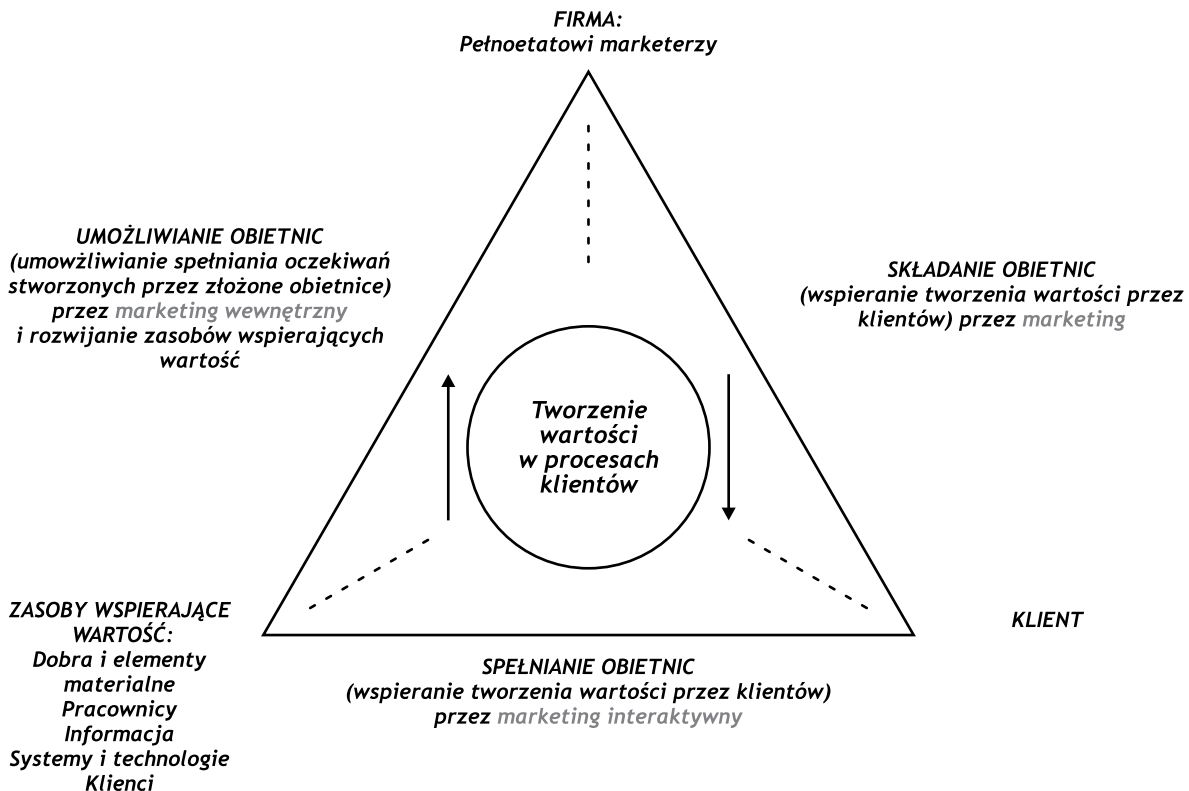 FIRMA:
Pełnoetatowi marketerzy
UMOŻLIWIANIE OBIETNIC
(umowżliwianie spełniania oczekiwań
stworzonych przez złożone obietnice)
przez marketing wewnętrzny
i rozwijanie zasobów wspierających
wartość
SKŁADANIE OBIETNIC
(wspieranie tworzenia wartości przez
klientów) przez marketing
Tworzenie
wartości
w procesach
klientów
ZASOBY WSPIERAJĄCE
WARTOŚĆ:
Dobra i elementy
materialne
Pracownicy
Informacja
Systemy i technologie
Klienci
KLIENT
SPEŁNIANIE OBIETNIC
(wspieranie tworzenia wartości przez klientów)
przez marketing interaktywny